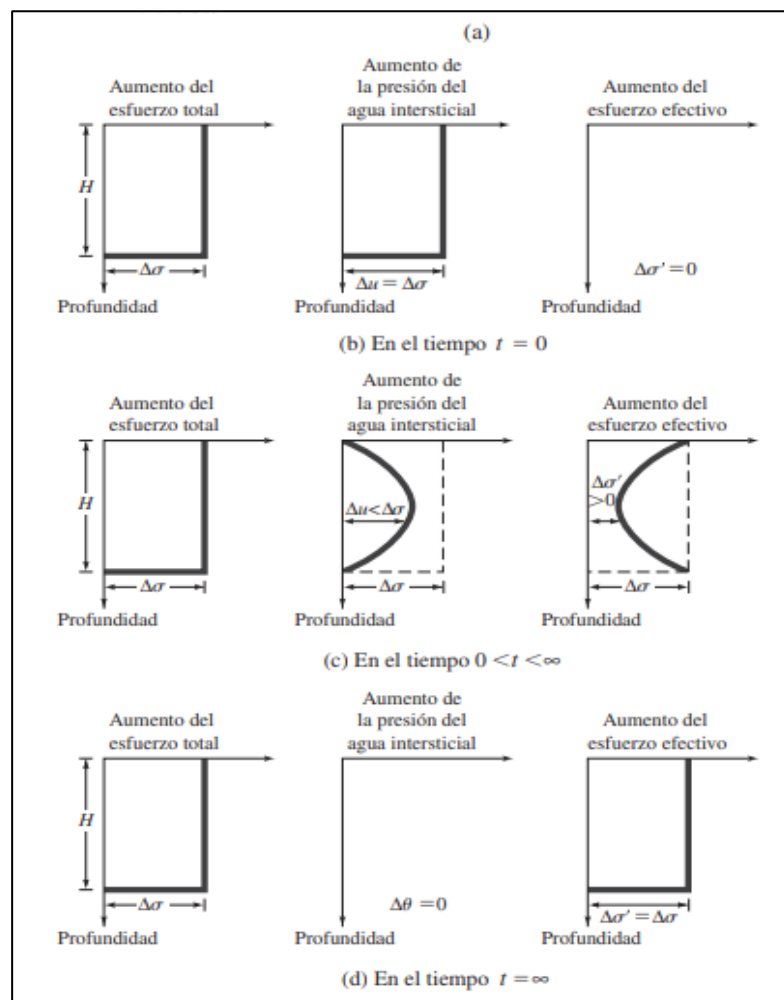 (a)
Aumento del
esfuerzo total
Aumento de
la presión del
agua intersticial
Aumento del
esfuerzo efectivo
H
Δσ
Δu = Δσ
Δσ' = 0
Profundidad
Profundidad
Profundidad
(b) En el tiempo t = 0
Aumento del
esfuerzo total
Aumento de
la presión del
agua intersticial
Aumento del
esfuerzo efectivo
H
Δu<Δσ
Δσ'
>0
Δσ
Δσ
Δσ
Profundidad
Profundidad
Profundidad
(c) En el tiempo 0 < t < ∞
Aumento del
esfuerzo total
Aumento de
la presión del
agua intersticial
Aumento del
esfuerzo efectivo
H
Δσ
Δθ = 0
Δσ' = Δσ
Profundidad
Profundidad
Profundidad
(d) En el tiempo t = ∞